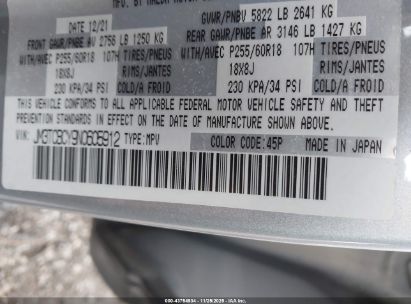 GVWR/PNBV 5822 LB 2641 KG
DATE 12/21
FRONT GAWR/PNBE AV 2756 LB 1250 KG
REAR GAWR/PNBE AR 3146 LB 1427 KG
W/AVEC TIRES/PNEUS P255/60R18 107H
W/AVEC TIRES/PNEUS P255/60R18 107H
18X8J RIMS/JANTES
18X8J RIMS/JANTES
230 KPA/34 PSI COLD/A FROID
230 KPA/34 PSI COLD/A FROID
THIS VEHICLE CONFORMS TO ALL APPLICABLE FEDERAL MOTOR VEHICLE SAFETY AND THEFT
PREVENTION STANDARDS IN EFFECT ON THE DATE OF MANUFACTURE SHOWN ABOVE.
VIN: JM3TCBCY9N0605912 TYPE: MPV
COLOR CODE: 45P MADE IN JAPAN